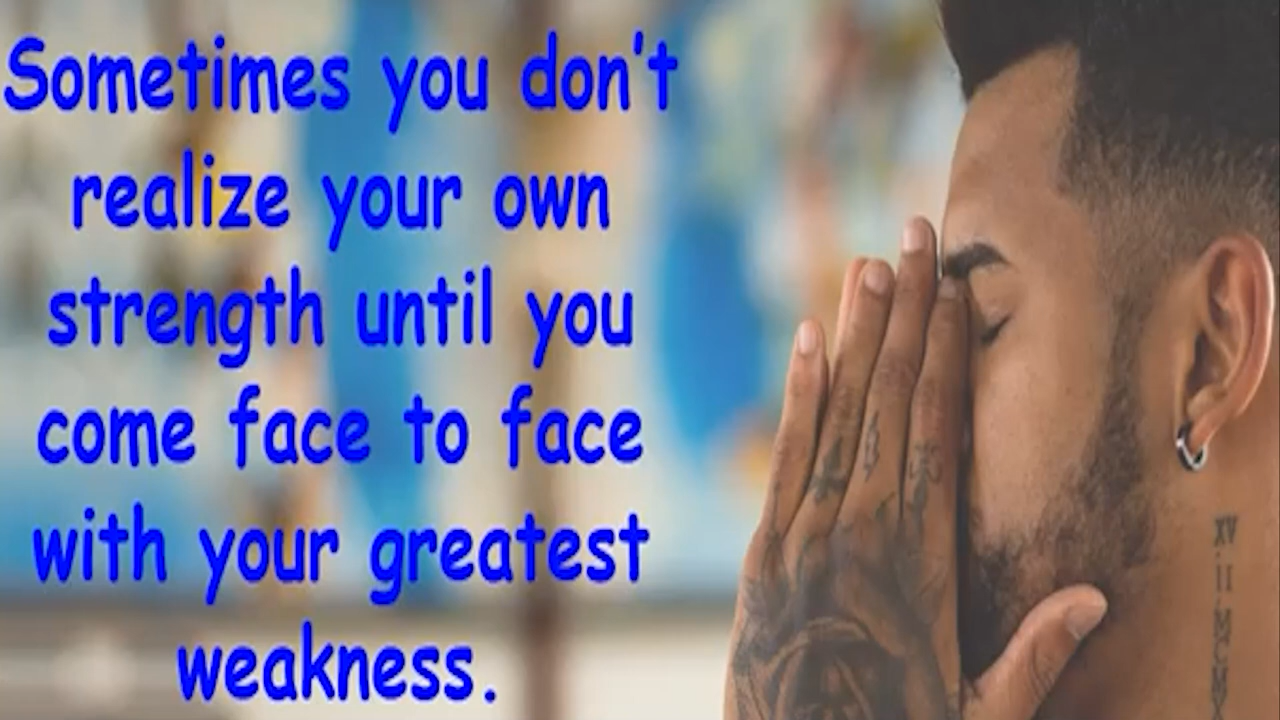 Sometimes you don't
realize your own
strength until you
come face to face
with your greatest
weakness.